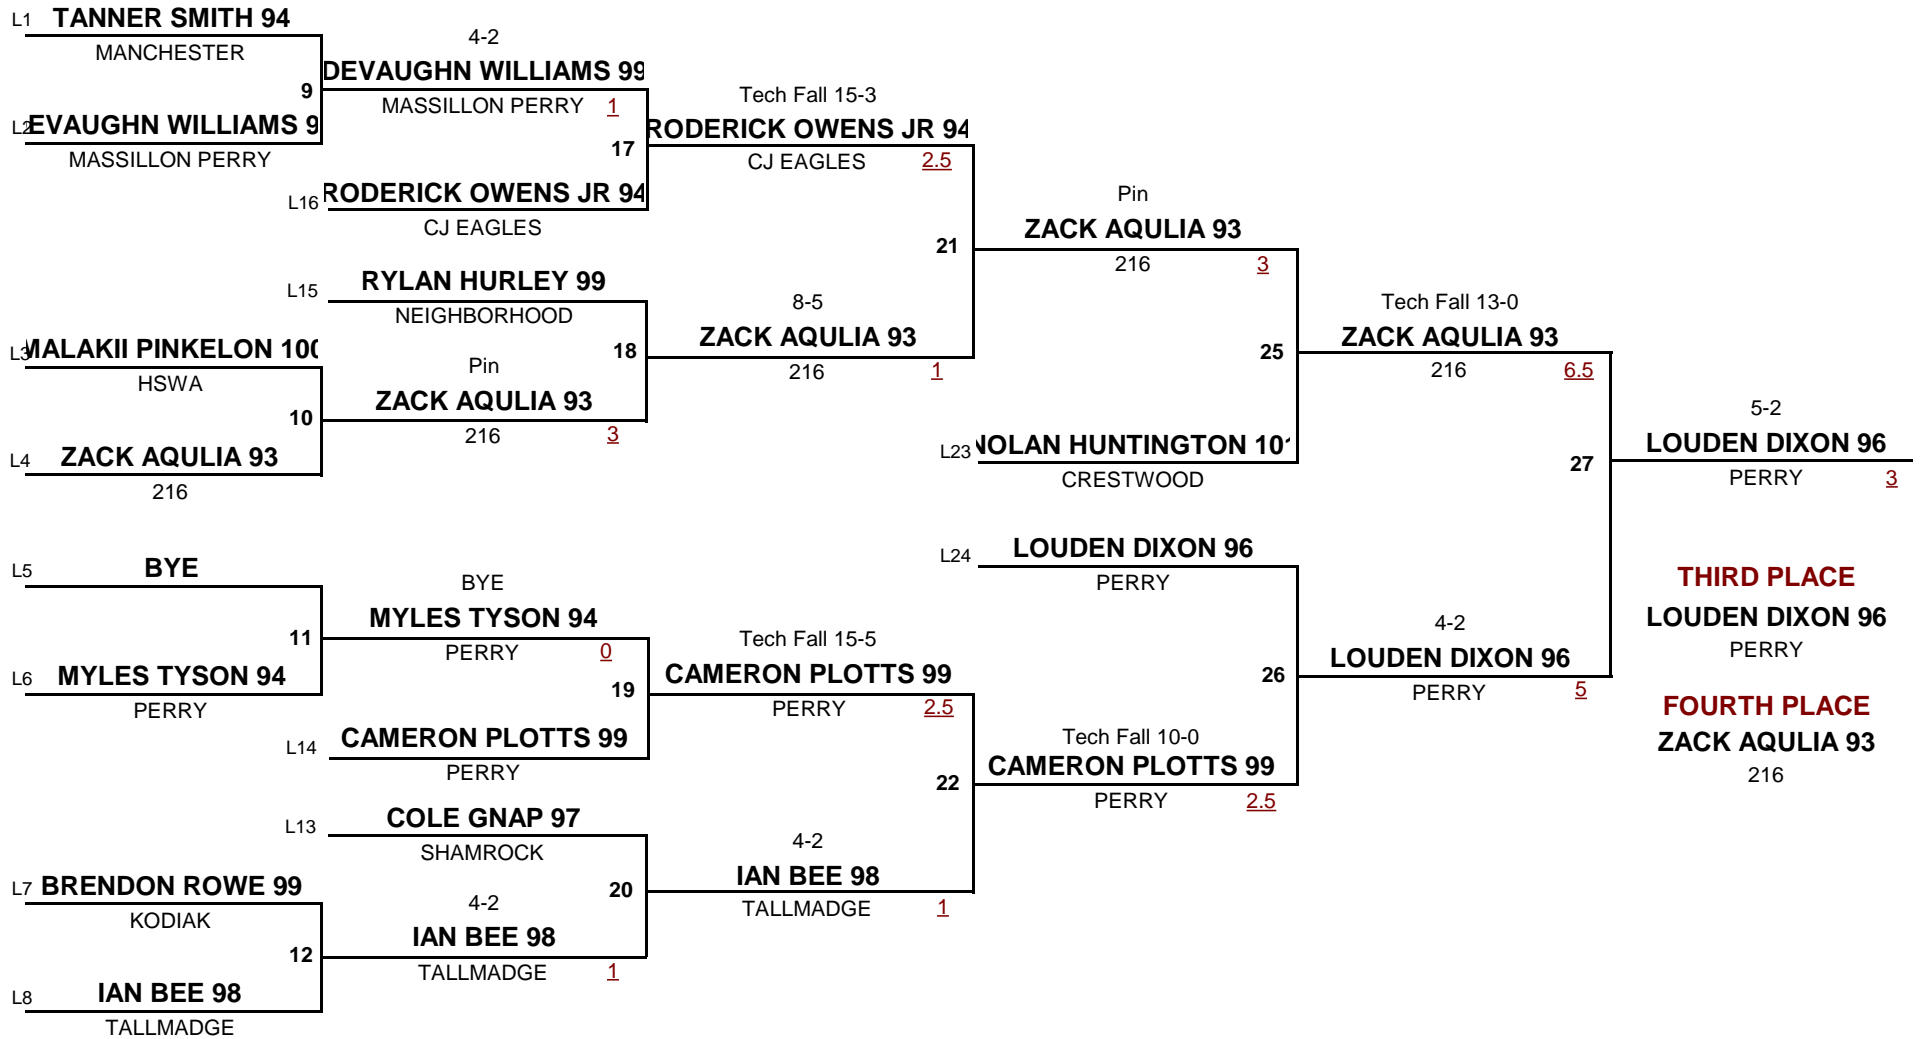 L1 TANNER SMITH 94
MANCHESTER
9
L2 EVAUGHN WILLIAMS 9
MASSILLON PERRY
4-2
DEVAUGHN WILLIAMS 99
MASSILLON PERRY 1
17
L16 RODERICK OWENS JR 94
CJ EAGLES
Tech Fall 15-3
RODERICK OWENS JR 94
CJ EAGLES 2.5
21
L15 RYLAN HURLEY 99
NEIGHBORHOOD
18
L3 MALAKII PINKELON 100
HSWA
10
L4 ZACK AQULIA 93
216
Pin
ZACK AQULIA 93
216 3
8-5
ZACK AQULIA 93
216 1
Pin
ZACK AQULIA 93
216 3
25
L23 NOLAN HUNTINGTON 101
CRESTWOOD
Tech Fall 13-0
ZACK AQULIA 93
216 6.5
27
L5 BYE
11
L6 MYLES TYSON 94
PERRY
BYE
MYLES TYSON 94
PERRY 0
19
L14 CAMERON PLOTTS 99
PERRY
Tech Fall 15-5
CAMERON PLOTTS 99
PERRY 2.5
22
L13 COLE GNAP 97
SHAMROCK
20
L7 BRENDON ROWE 99
KODIAK
12
L8 IAN BEE 98
TALLMADGE
4-2
IAN BEE 98
TALLMADGE 1
4-2
IAN BEE 98
TALLMADGE 1
L24 LOUDEN DIXON 96
PERRY
26
Tech Fall 10-0
CAMERON PLOTTS 99
PERRY 2.5
4-2
LOUDEN DIXON 96
PERRY 5
5-2
LOUDEN DIXON 96
PERRY 3
THIRD PLACE
LOUDEN DIXON 96
PERRY
FOURTH PLACE
ZACK AQULIA 93
216